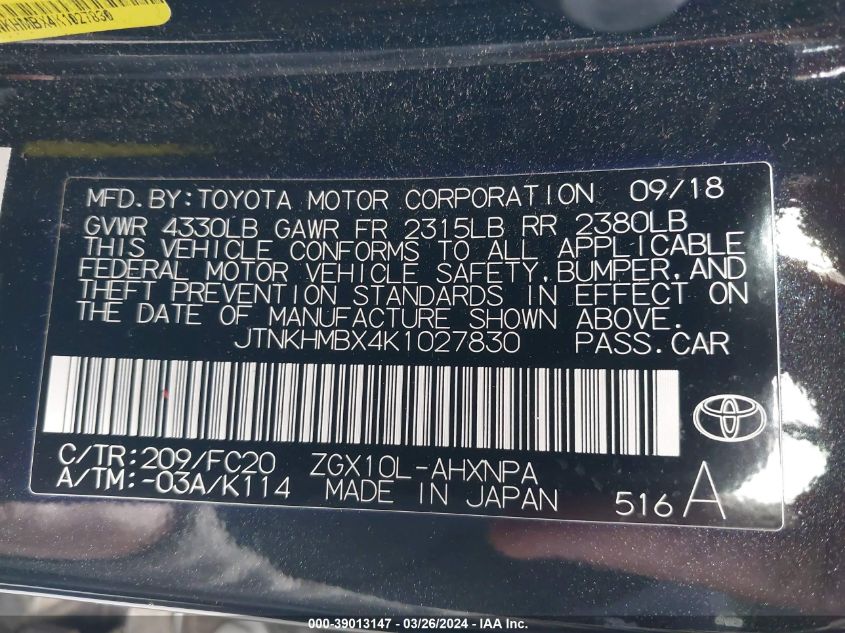 NKHMBX4K1027830
MFD.BY:TOYOTA MOTOR CORPORATION 09/18
GVWR 4330LB GAWR FR 2315LB RR 2380LB
THIS VEHICLE CONFORMS TO ALL APPLICABLE
FEDERAL MOTOR VEHICLE SAFETY,BUMPER,AND
THEFT PREVENTION STANDARDS IN EFFECT ON
THE DATE OF MANUFACTURE SHOWN ABOVE.
JTNKHMBX4K1027830 PASS.CAR
C/TR:209/FC20 ZGX10L-AHXNPA
A/TM:-03A/K114 MADE IN JAPAN 516 A
000-39013147 - 03/26/2024 - IAA Inc.